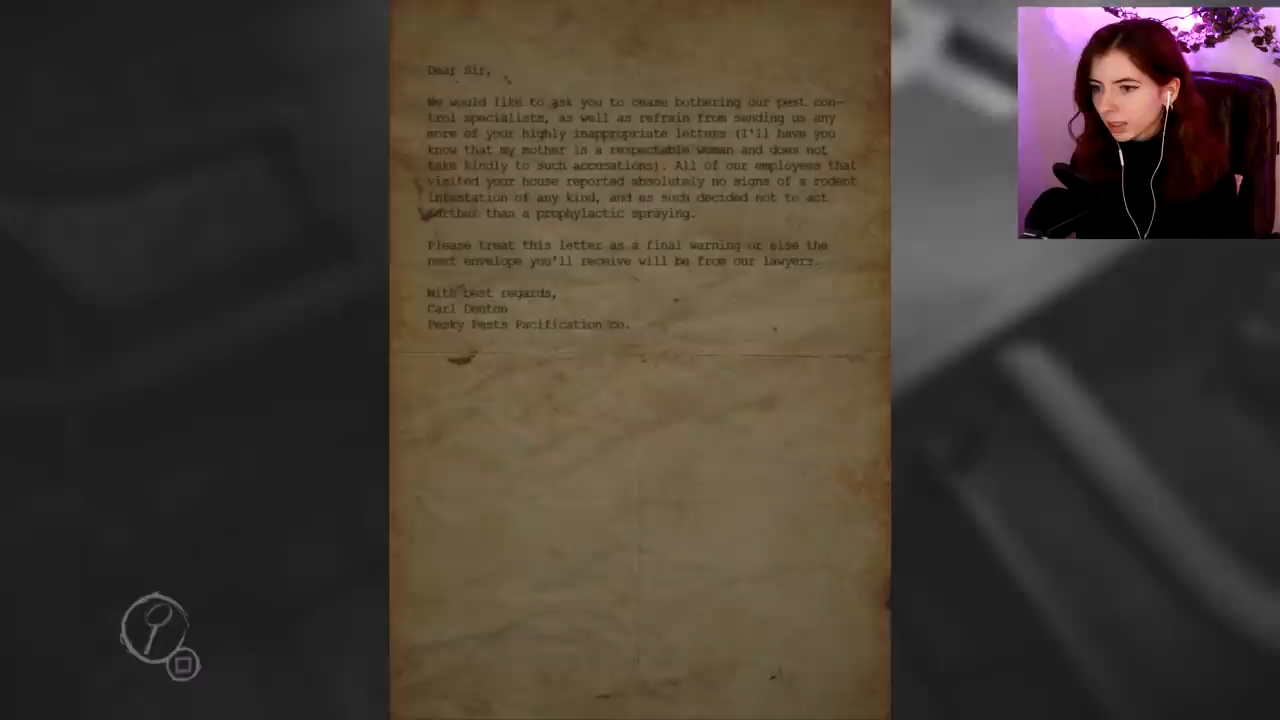 Dear Sir,
We would like to ask you to cease bothering our pest con-
trol specialists, as well as refrain from sending us any
more of your highly inappropriate letters (I'll have you
know that my mother is a respectable woman and does not
take kindly to such accusations). All of our employees that
visited your house reported absolutely no signs of a rodent
infestation of any kind, and as such decided not to act
further than a prophylactic spraying.
Please treat this letter as a final warning or else the
next envelope you'll receive will be from our lawyers.
With best regards,
Carl Denton
Pesky Pests Pacification co.